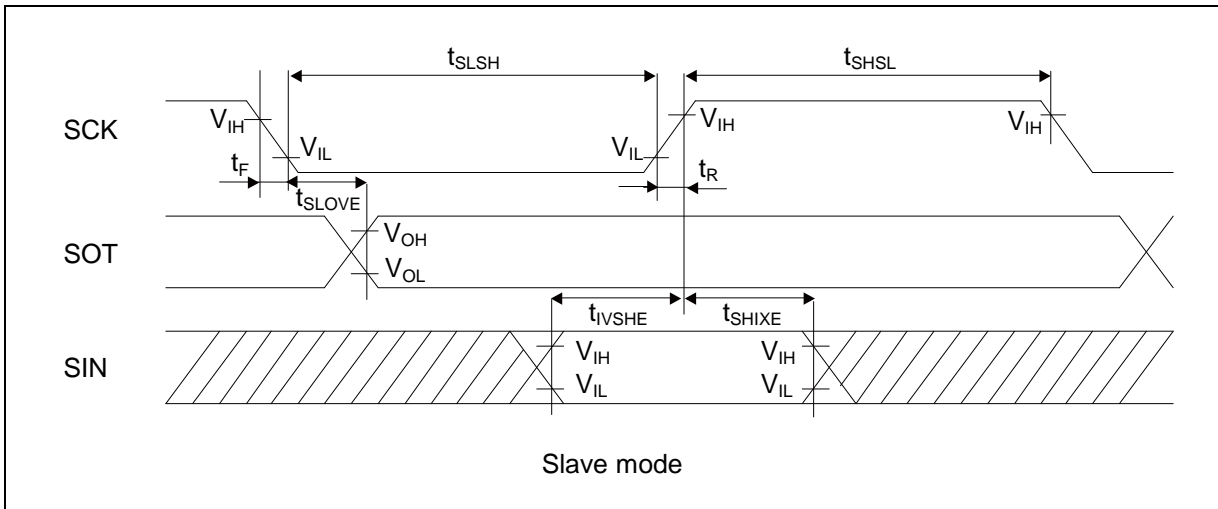 tSLSH
tSHSL
SCK
VIH
VIL
VIL
VIH
VIH
tF
tR
tSLOVE
SOT
VOH
VOL
tIVSHE
tSHIXE
SIN
VIH
VIL
VIH
VIL
Slave mode